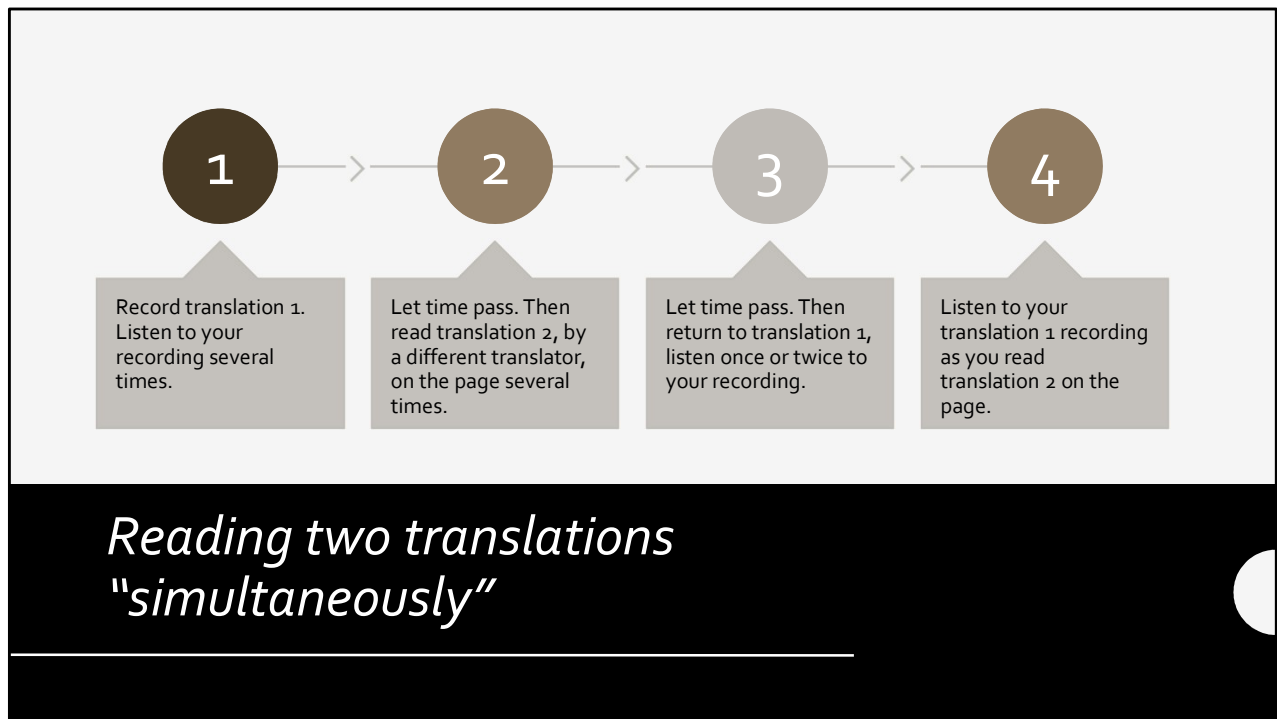 1
2
3
4
Record translation 1.
Listen to your
recording several
times.
Let time pass. Then
read translation 2, by
a different translator,
on the page several
times.
Let time pass. Then
return to translation 1,
listen once or twice to
your recording.
Listen to your
translation 1 recording
as you read
translation 2 on the
page.
Reading two translations
“simultaneously”